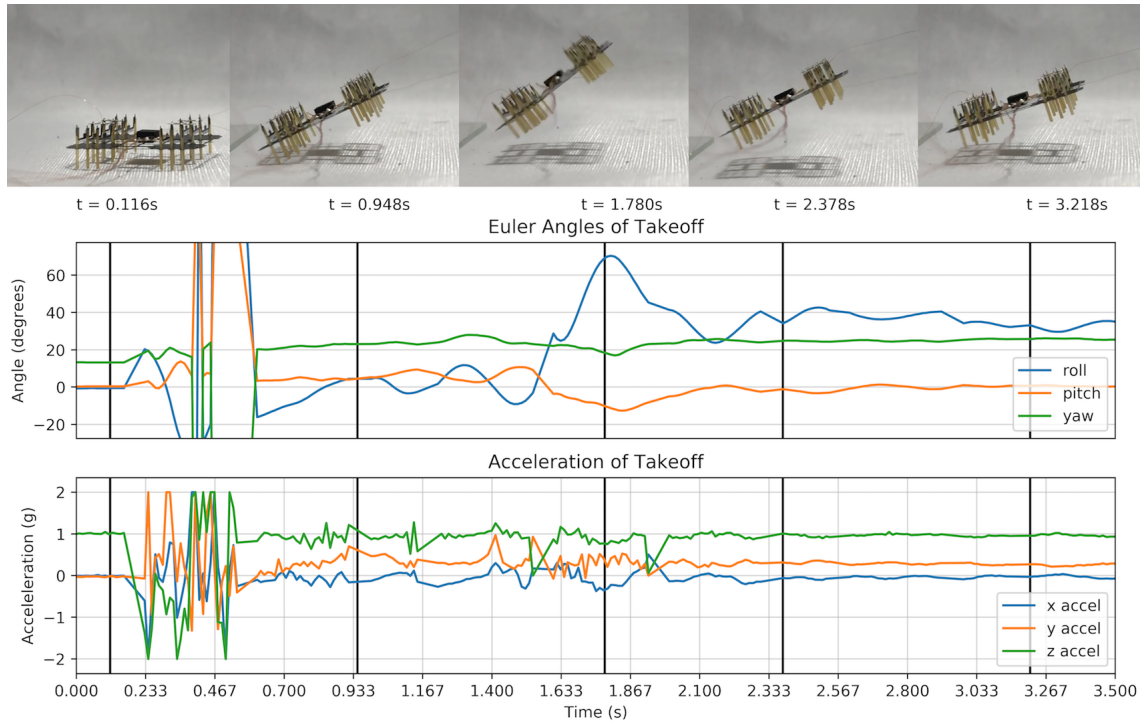 t = 0.116s t = 0.948s t = 1.780s t = 2.378s t = 3.218s
Euler Angles of Takeoff
Angle (degrees)
60
40
20
0
−20
roll
pitch
yaw
Acceleration of Takeoff
Acceleleration (g)
2
1
0
−1
−2
x accel
y accel
z accel
0.000 0.233 0.467 0.700 0.933 1.167 1.400 1.633 1.867 2.100 2.333 2.567 2.800 3.033 3.267 3.500
Time (s)